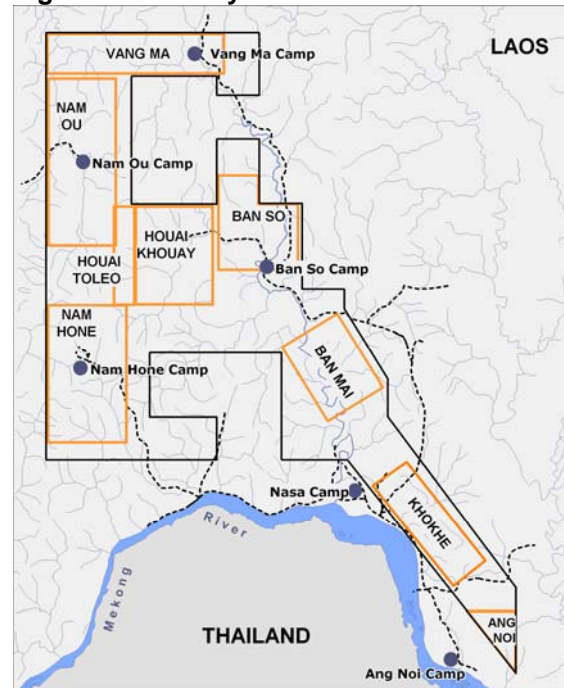 LAOS
VANG MA
Vang Ma Camp
NAM
OU
Nam Ou Camp
BAN SO
HOUAI
KHOUAY
HOUAI
TOLEO
Ban So Camp
NAM
HONE
Nam Hone Camp
BAN MAI
Nasa Camp
KHOKHE
Mekong
River
THAILAND
ANG
NOI
Ang Noi Camp